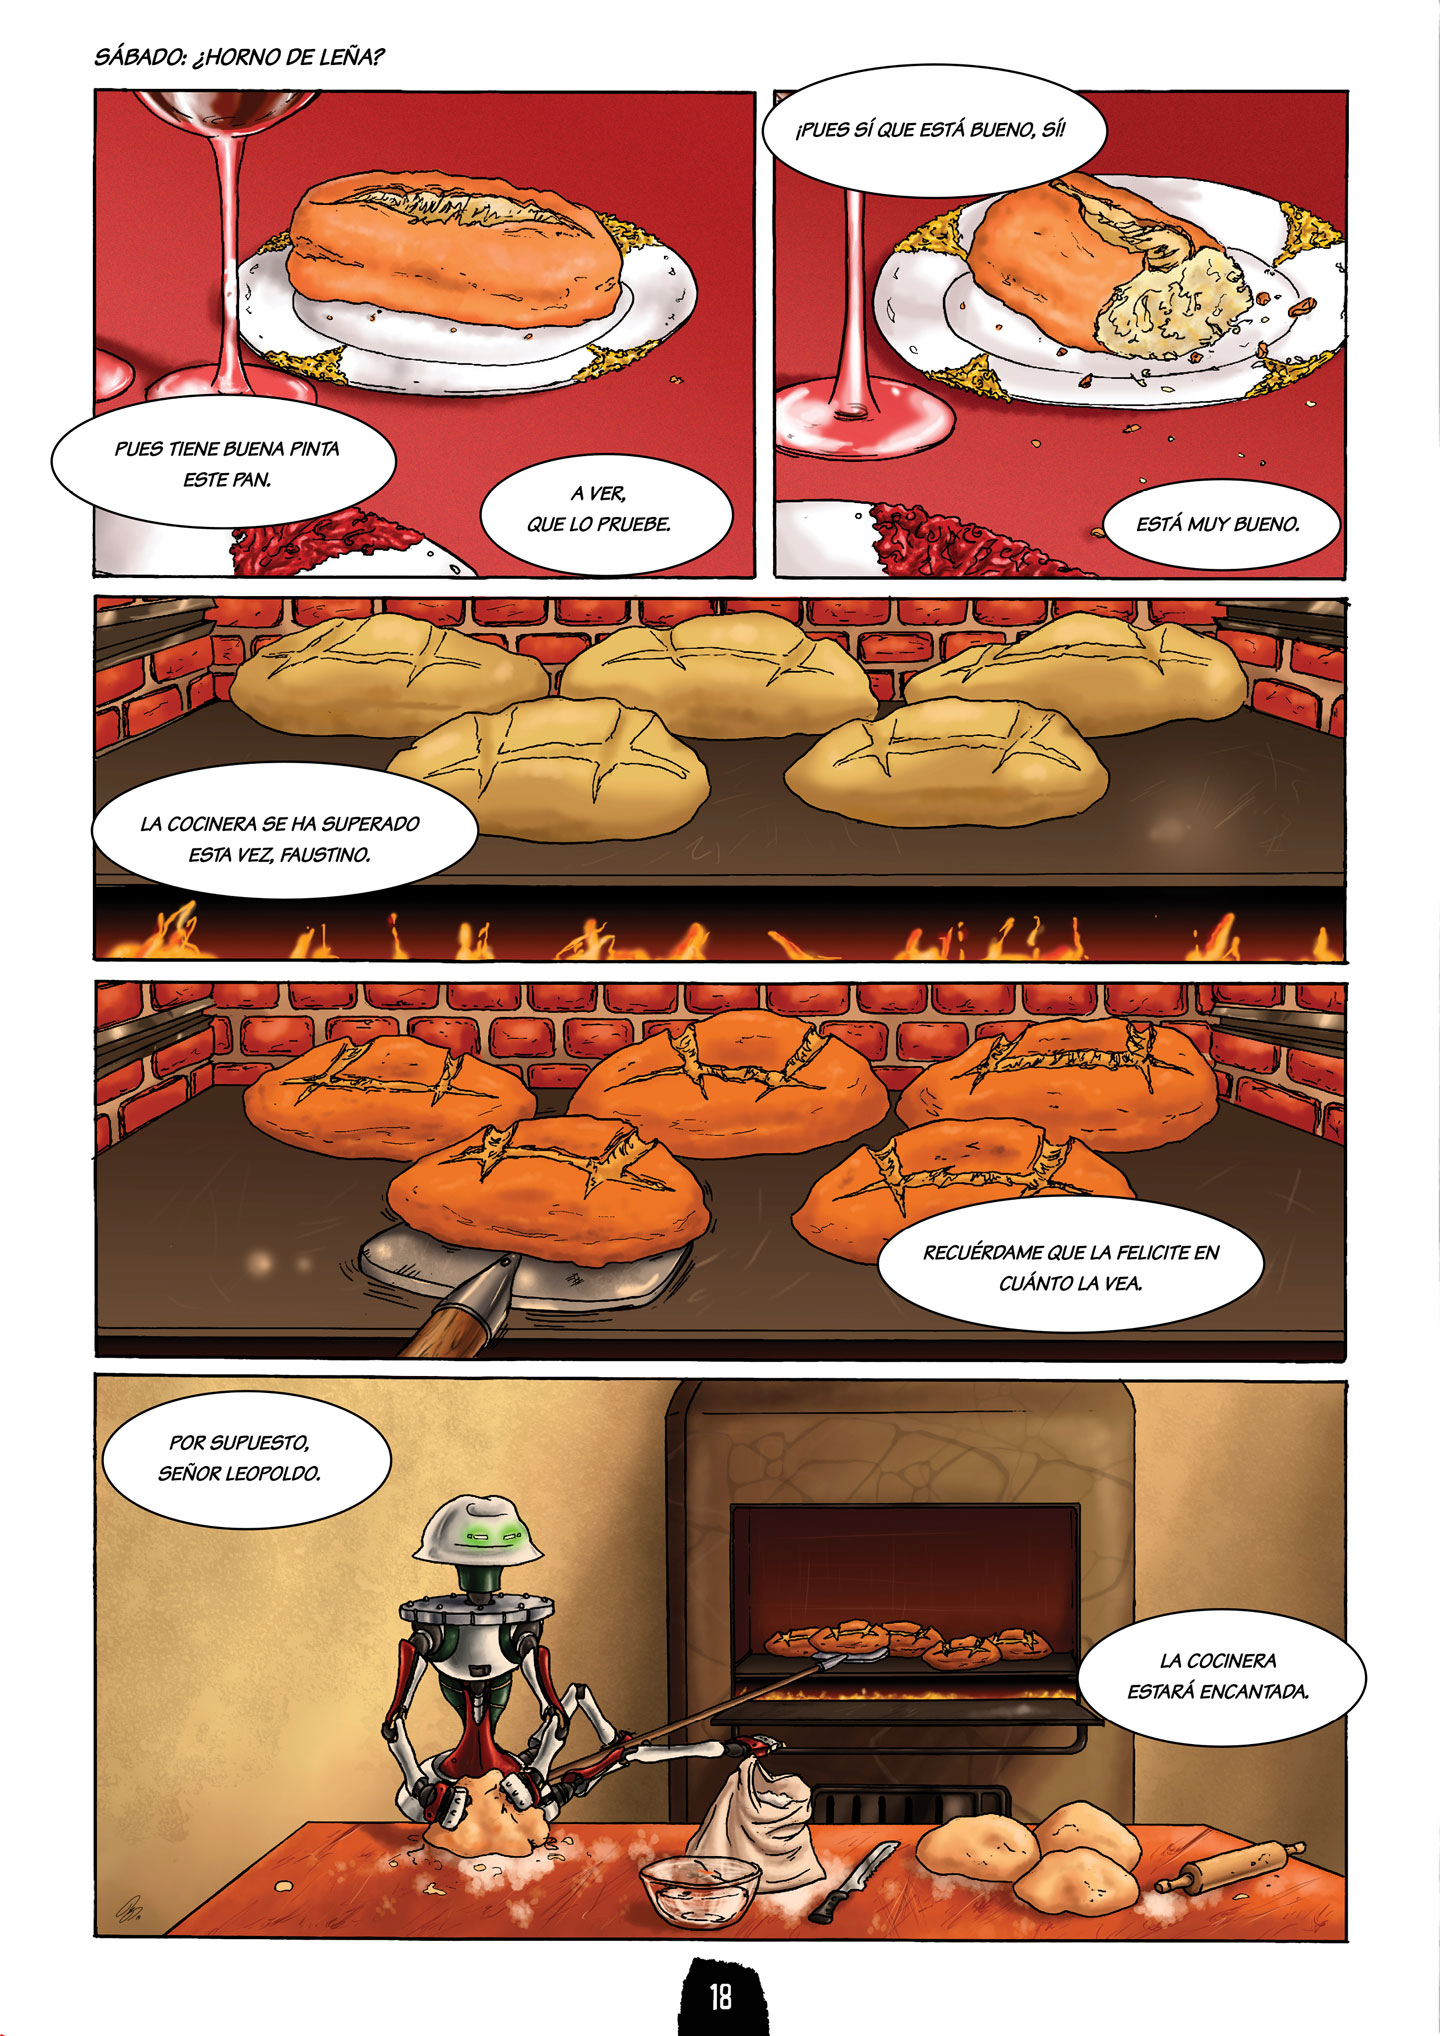 SÁBADO: ¿HORNO DE LEÑA?
PUES TIENE BUENA PINTA
ESTE PAN.
A VER,
QUE LO PRUEBE.
¡PUES SÍ QUE ESTÁ BUENO, SÍ!
ESTÁ MUY BUENO.
LA COCINERA SE HA SUPERADO
ESTA VEZ, FAUSTINO.
RECUÉRDAME QUE LA FELICITE EN
CUÁNTO LA VEA.
POR SUPUESTO,
SEÑOR LEOPOLDO.
LA COCINERA
ESTARÁ ENCANTADA.
18